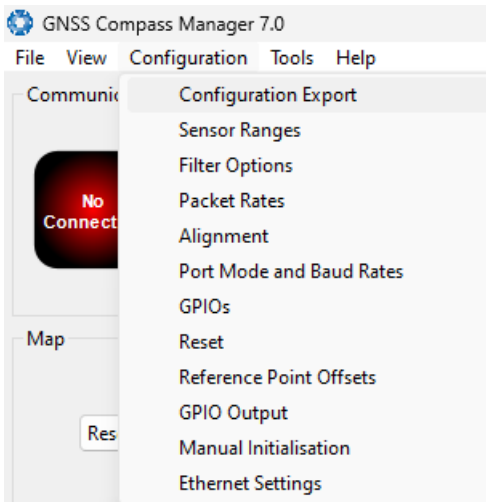 GNSS Compass Manager 7.0
File View Configuration Tools Help
Configuration Export
Sensor Ranges
Filter Options
Packet Rates
Alignment
Port Mode and Baud Rates
GPIOs
Reset
Reference Point Offsets
GPIO Output
Manual Initialisation
Ethernet Settings
No
Map